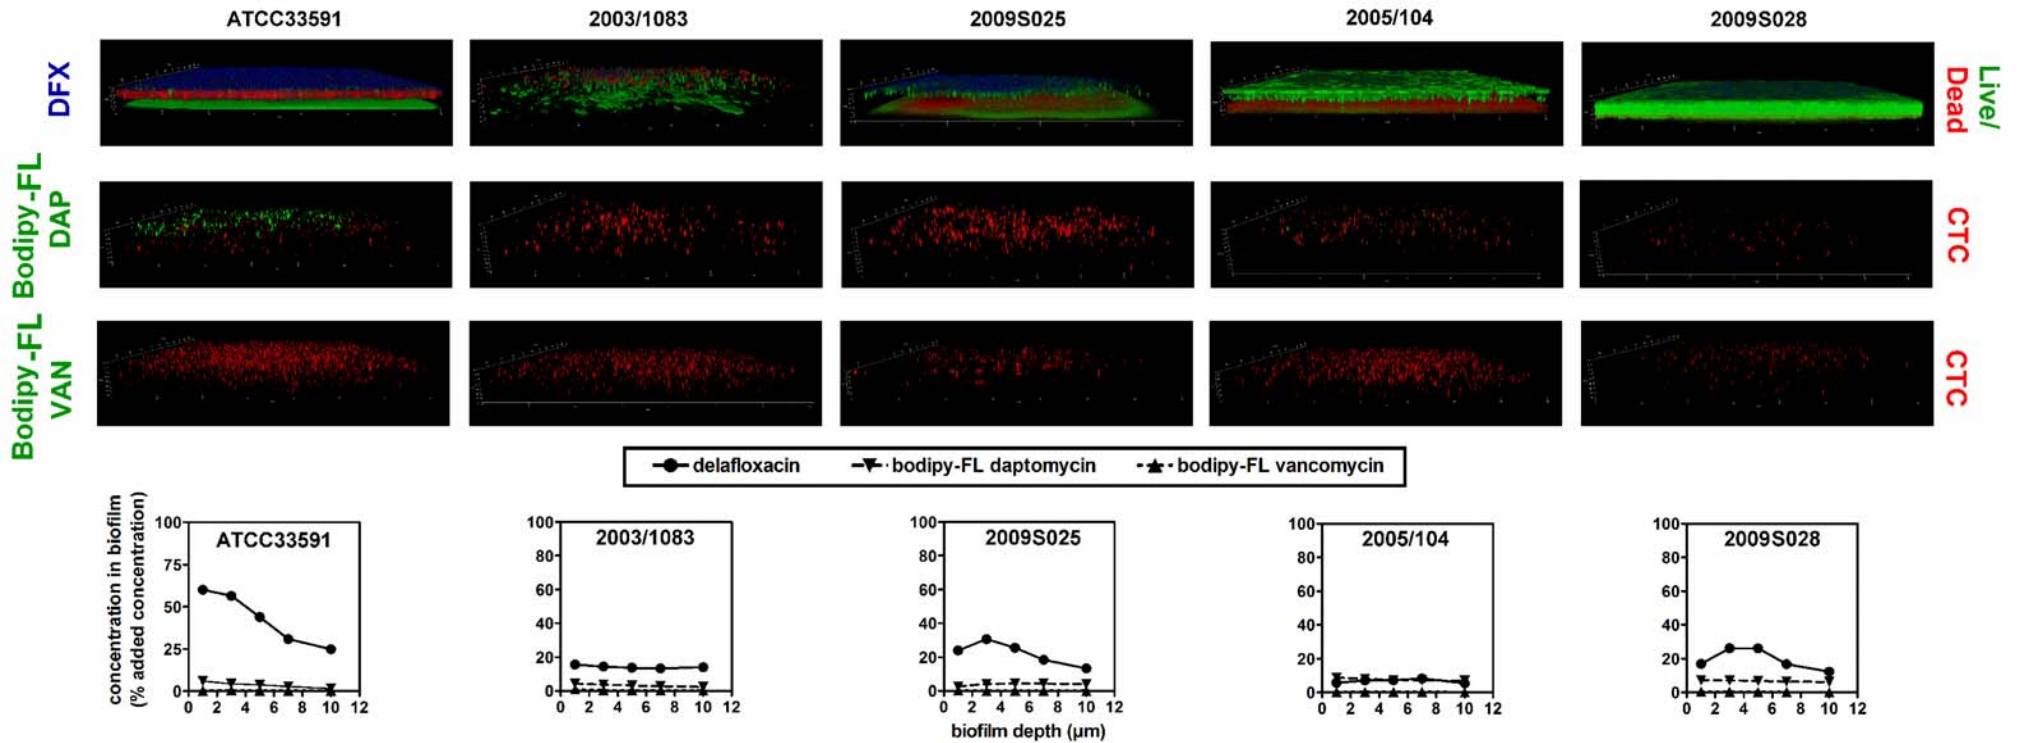 ATCC33591 2003/1083 2009S025 2005/104 2009S028
DFX
Live/
Dead
Bodipy-FL
DAP
CTC
Bodipy-FL
VAN
CTC
delafloxacin bodipy-FL daptomycin bodipy-FL vancomycin
concentration in biofilm
(% added concentration)
ATCC33591
100
75
50
25
0
0 2 4 6 8 10 12
2003/1083
100
80
60
40
20
0
0 2 4 6 8 10 12
2009S025
100
80
60
40
20
0
0 2 4 6 8 10 12
biofilm depth (µm)
2005/104
100
80
60
40
20
0
0 2 4 6 8 10 12
2009S028
100
80
60
40
20
0
0 2 4 6 8 10 12